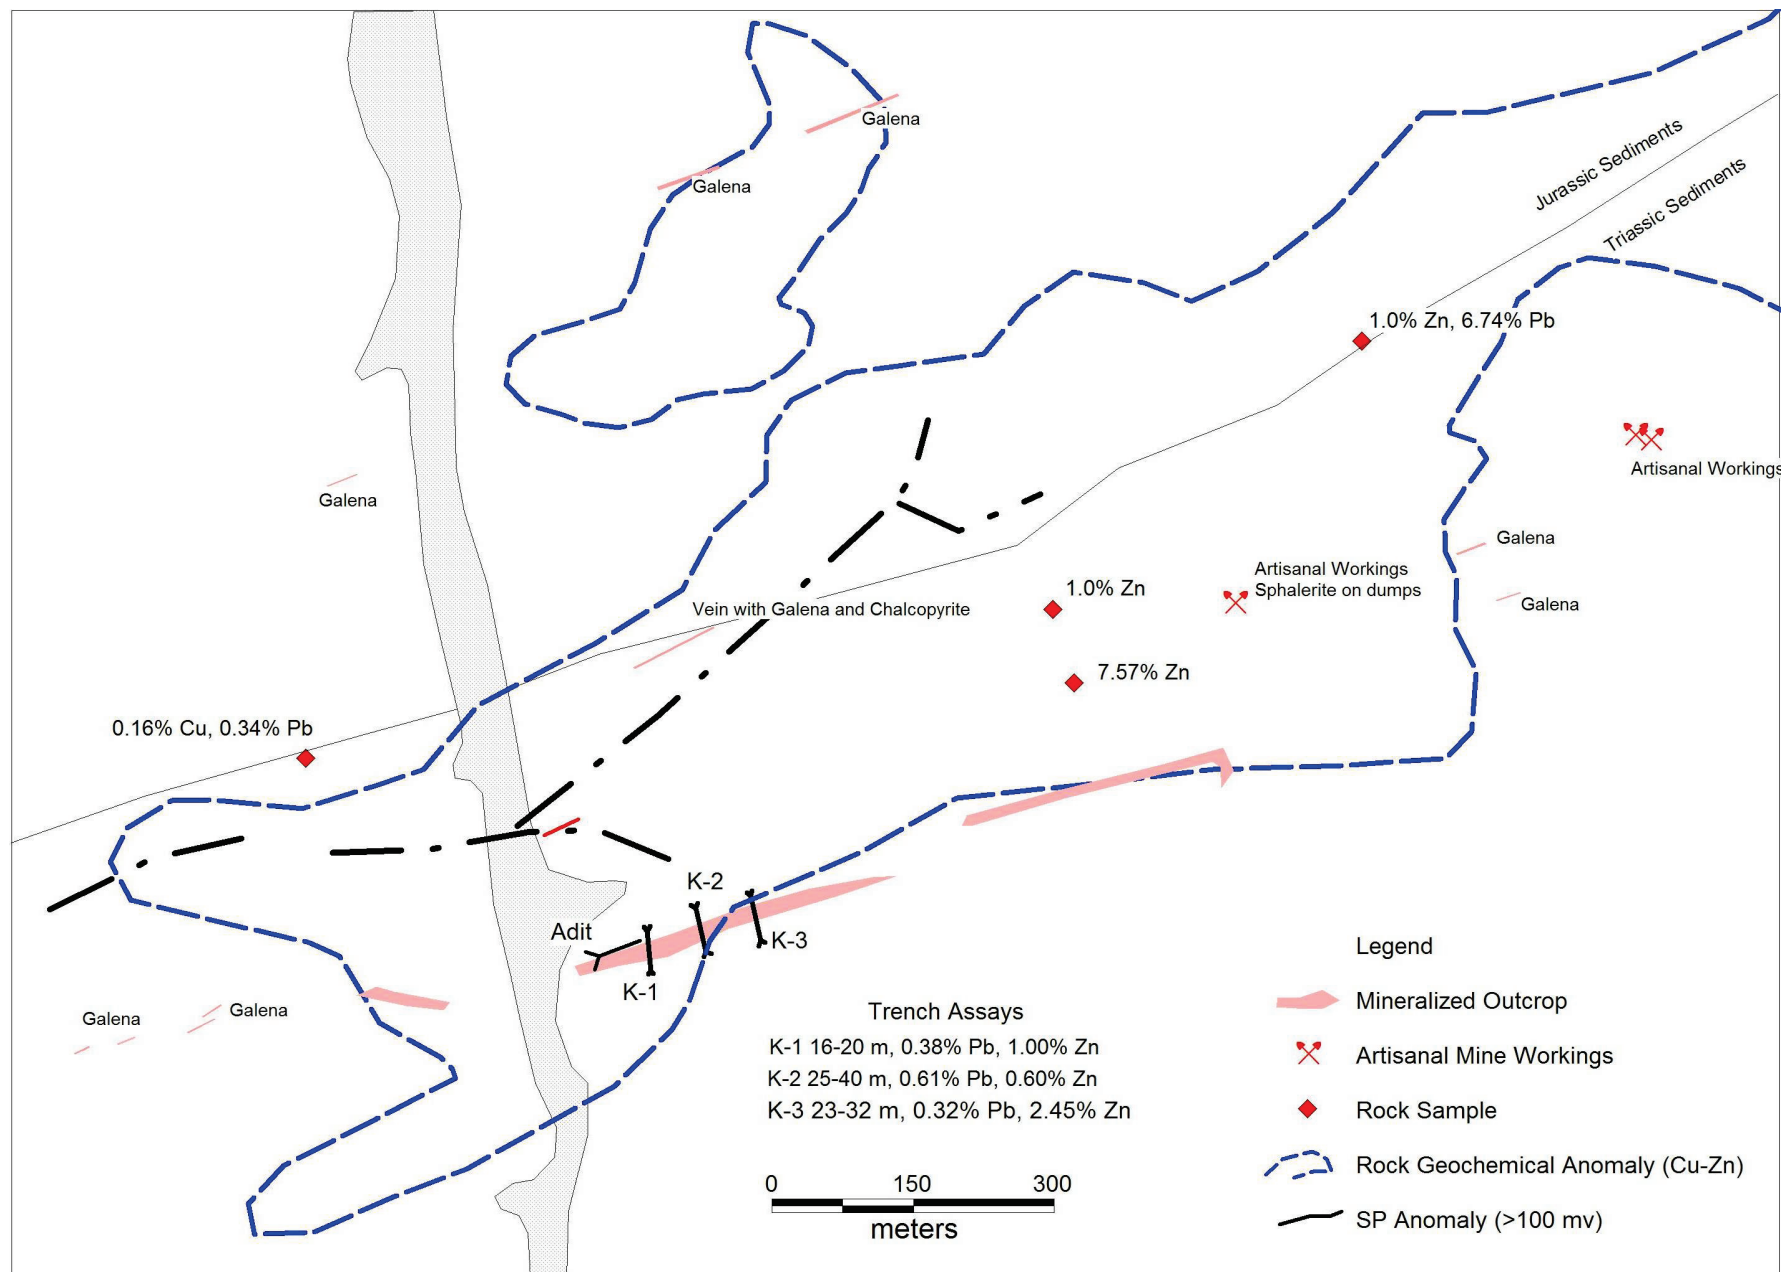 Galena
Galena
Jurassic Sediments
Triassic Sediments
1.0% Zn, 6.74% Pb
Artisanal Workings
Galena
Galena
Artisanal Workings
Sphalerite on dumps
1.0% Zn
Galena
Vein with Galena and Chalcopyrite
7.57% Zn
0.16% Cu, 0.34% Pb
K-2
Adit
K-3
K-1
Galena
Galena
Trench Assays
K-1 16-20 m, 0.38% Pb, 1.00% Zn
K-2 25-40 m, 0.61% Pb, 0.60% Zn
K-3 23-32 m, 0.32% Pb, 2.45% Zn
0 150 300
meters
Legend
Mineralized Outcrop
Artisanal Mine Workings
Rock Sample
Rock Geochemical Anomaly (Cu-Zn)
SP Anomaly (>100 mv)